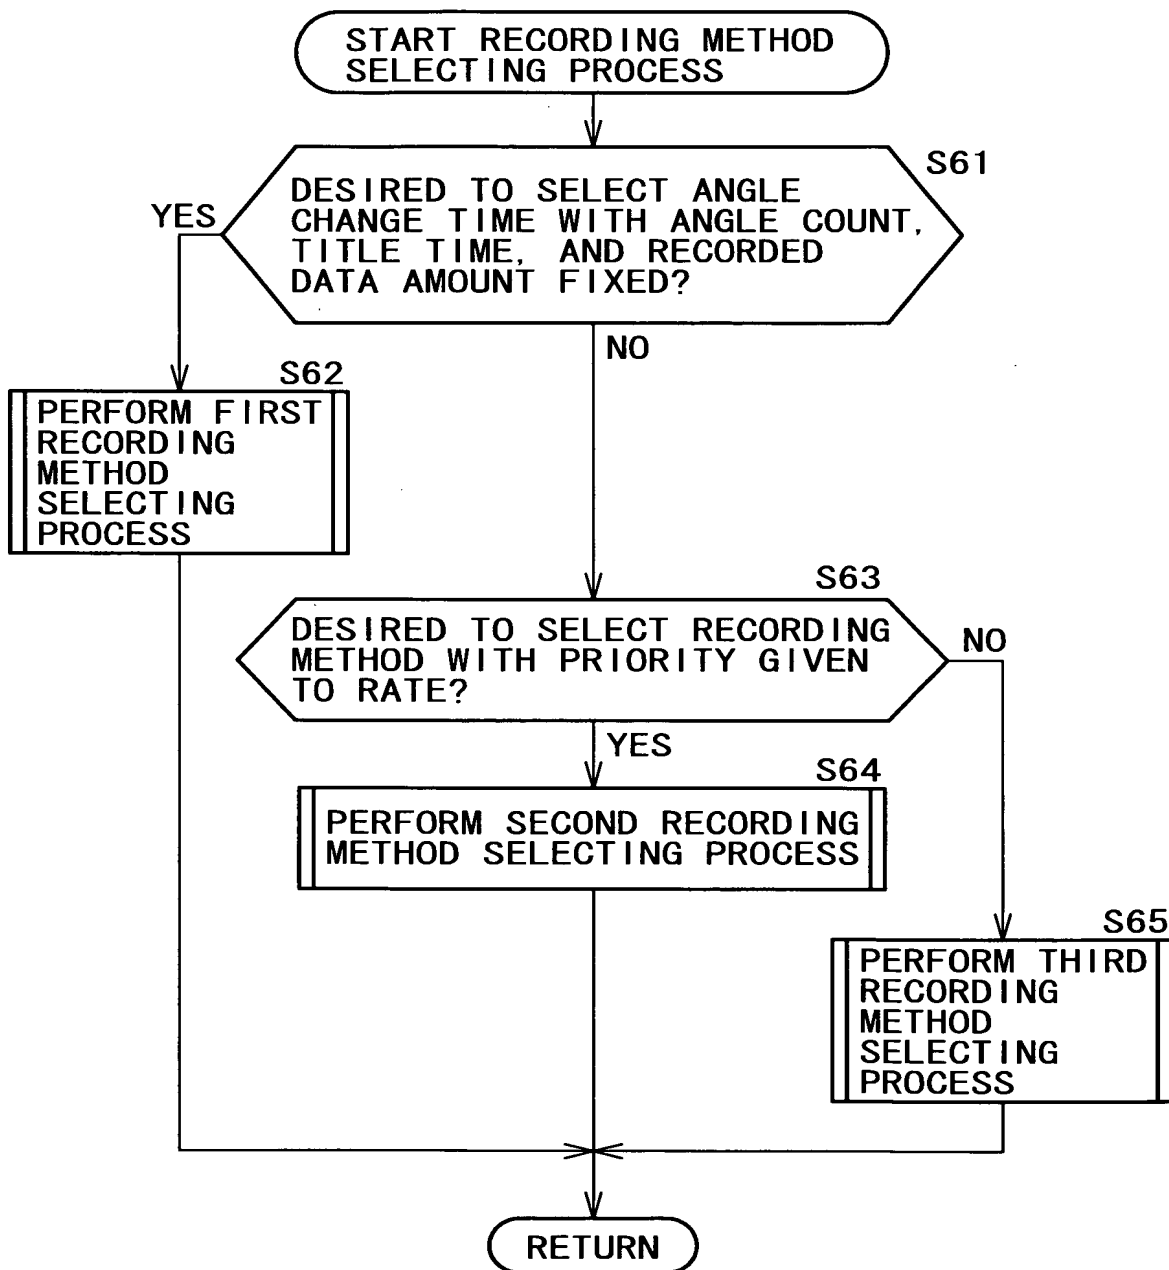 START RECORDING METHOD
SELECTING PROCESS
S61
DESIRED TO SELECT ANGLE
CHANGE TIME WITH ANGLE COUNT,
TITLE TIME, AND RECORDED
DATA AMOUNT FIXED?
YES
NO
S62
PERFORM FIRST
RECORDING
METHOD
SELECTING
PROCESS
S63
DESIRED TO SELECT RECORDING
METHOD WITH PRIORITY GIVEN
TO RATE?
NO
YES
S64
PERFORM SECOND RECORDING
METHOD SELECTING PROCESS
S65
PERFORM THIRD
RECORDING
METHOD
SELECTING
PROCESS
RETURN